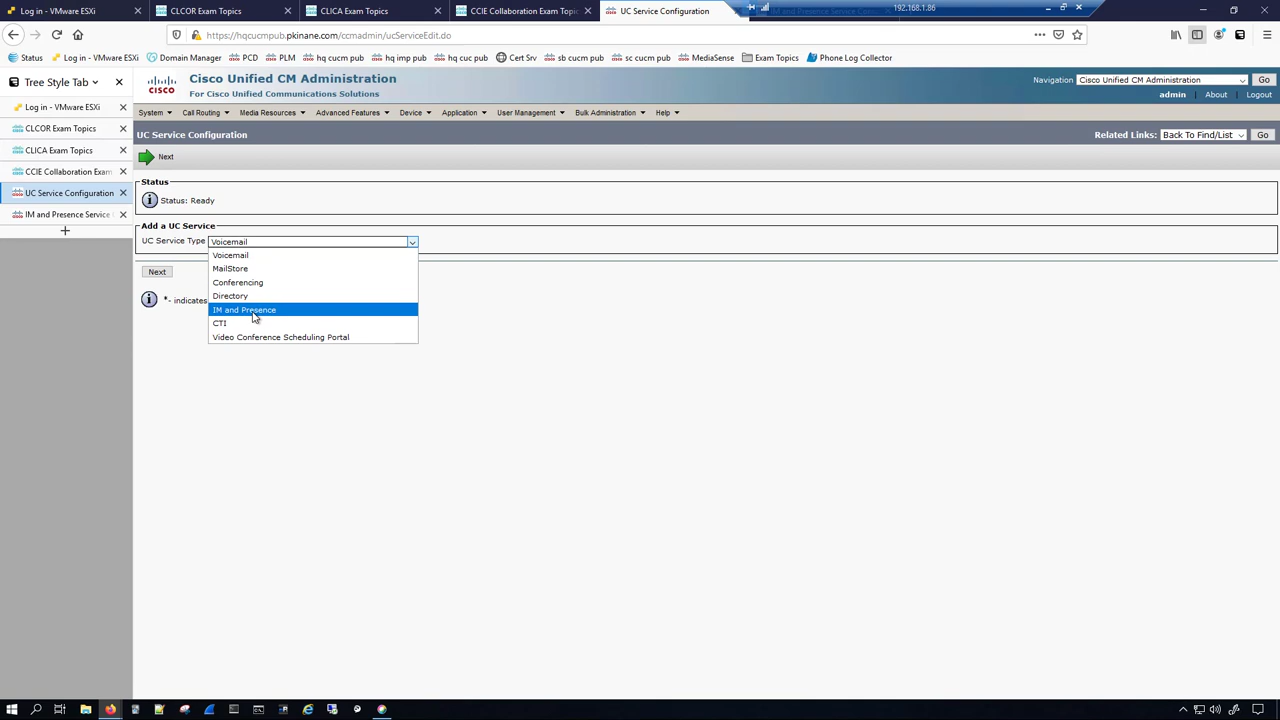 Log in - VMware ESXi
CLCOR Exam Topics
CLICA Exam Topics
CCIE Collaboration Exam Topic
UC Service Configuration
192.168.1.86
https://hqcucmpub.pkinane.com/ccmadmin/ucServiceEdit.do
Status
Log in - VMware ESXi
Domain Manager
PCD
PLM
hq cucm pub
hq imp pub
hq cuc pub
Cert Srv
sb cucm pub
sc cucm pub
MediaSense
Exam Topics
Phone Log Collector
Tree Style Tab
Log in - VMware ESXi
CLCOR Exam Topics
CLICA Exam Topics
CCIE Collaboration Exam
UC Service Configuration
IM and Presence Service
Cisco Unified CM Administration
For Cisco Unified Communications Solutions
CISCO
Navigation Cisco Unified CM Administration Go
admin About Logout
System Call Routing Media Resources Advanced Features Device Application User Management Bulk Administration Help
UC Service Configuration
Related Links: Back To Find/List Go
Next
Status
Status: Ready
Add a UC Service
UC Service Type Voicemail
Voicemail
MailStore
Conferencing
Directory
IM and Presence
CTI
Video Conference Scheduling Portal
Next
*- indicates